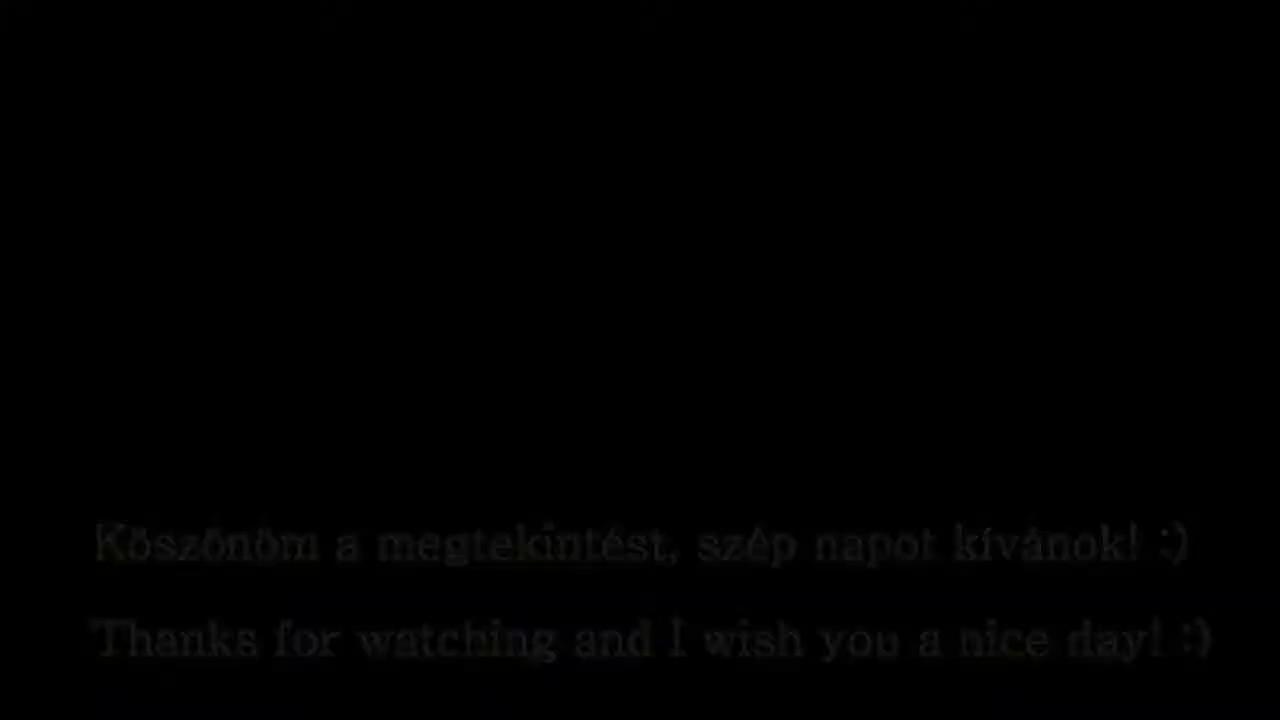 Köszönöm a megtekintést, szép napot kívánok! :)
Thanks for watching and I wish you a nice day! :)